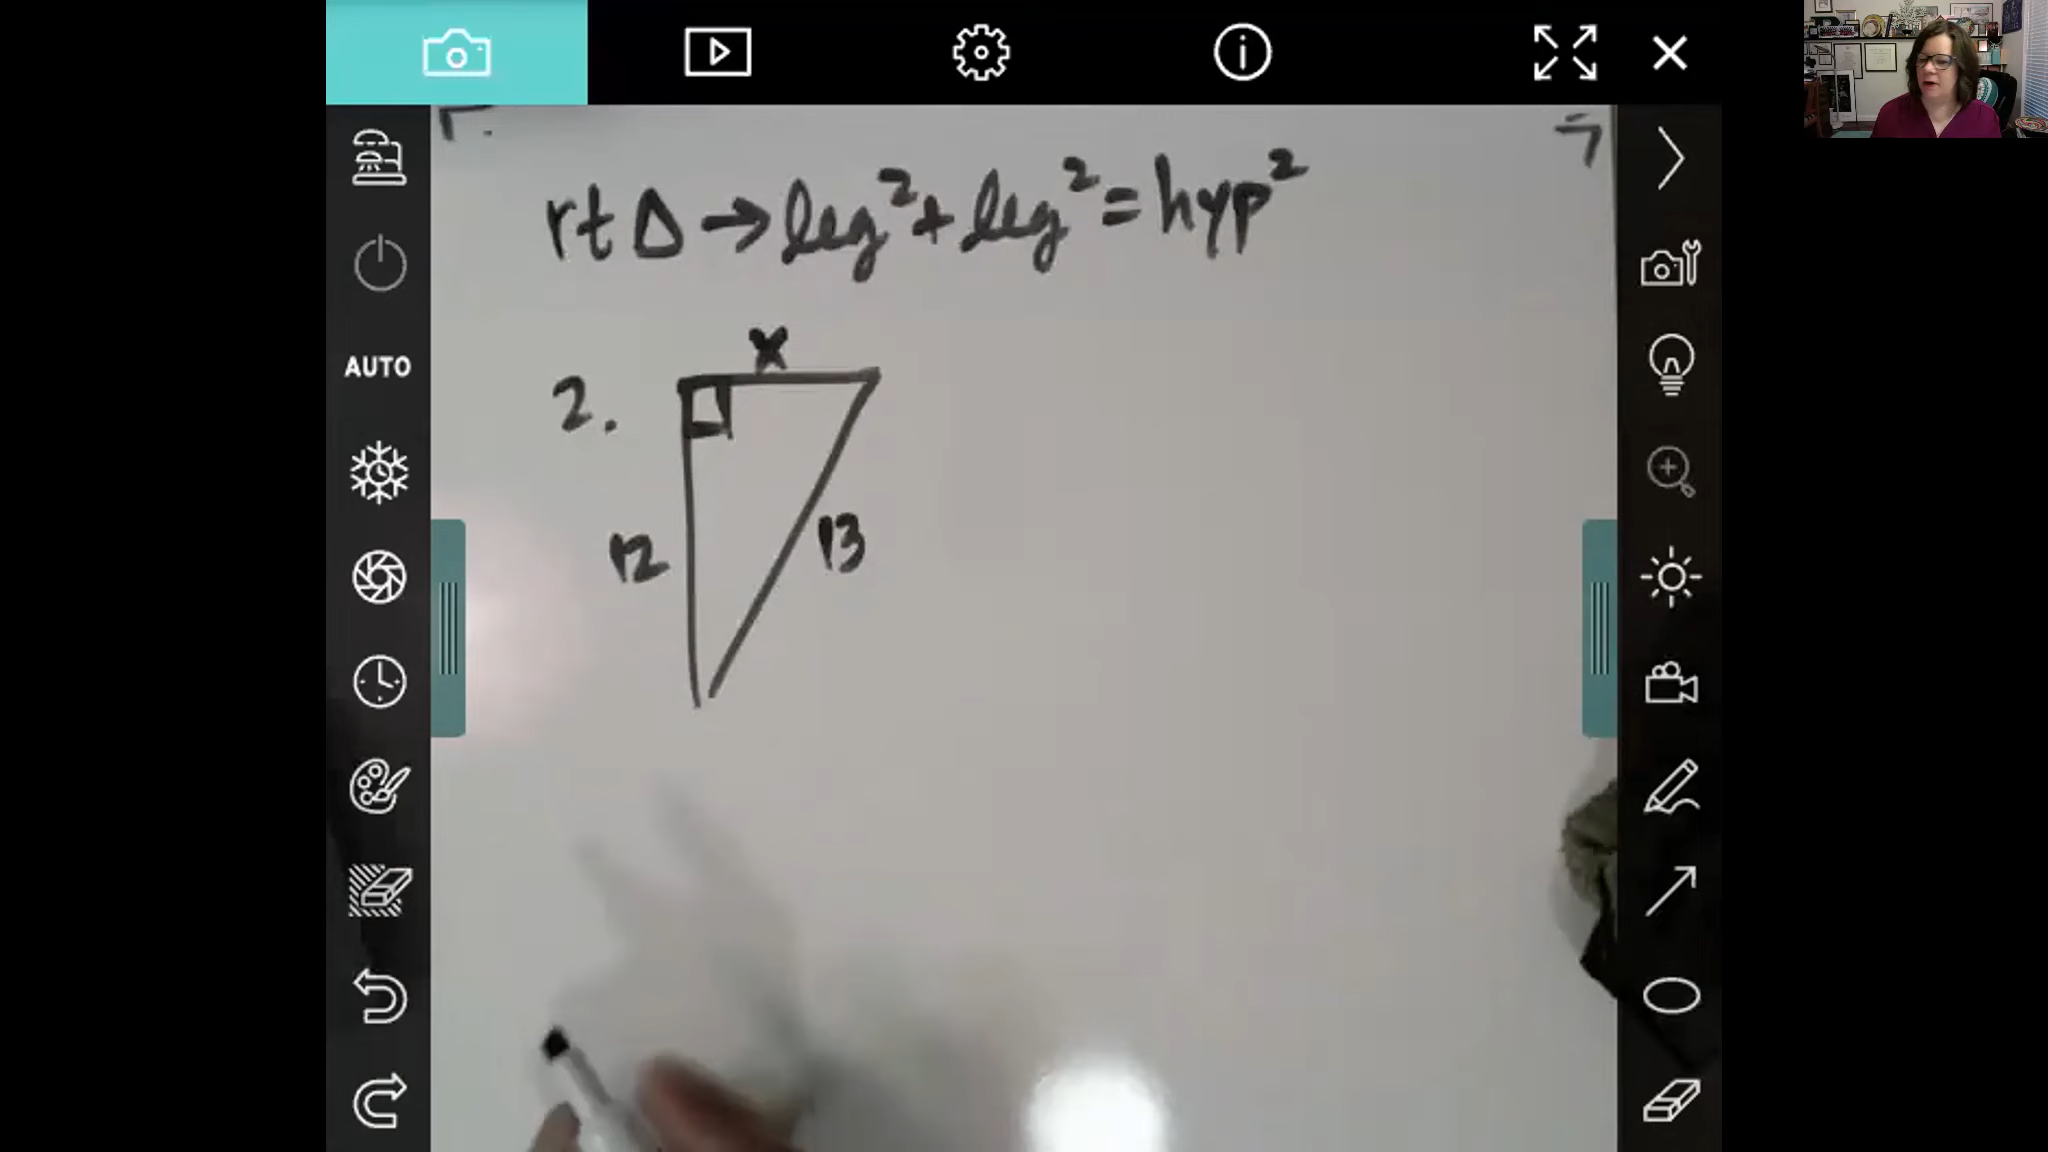 rt △ → leg² + leg² = hyp²
x
2.
12
13
AUTO